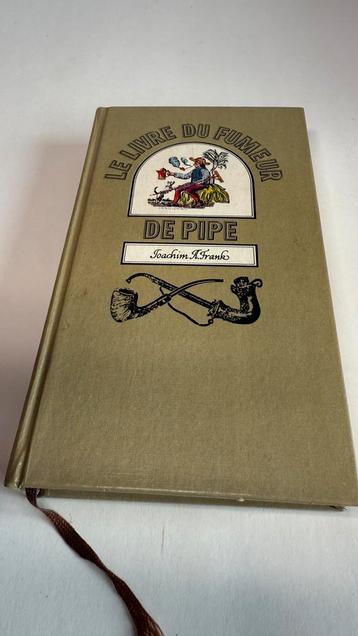 LE LIVRE DU FUMEUR
DE PIPE
Joachim A. Frank